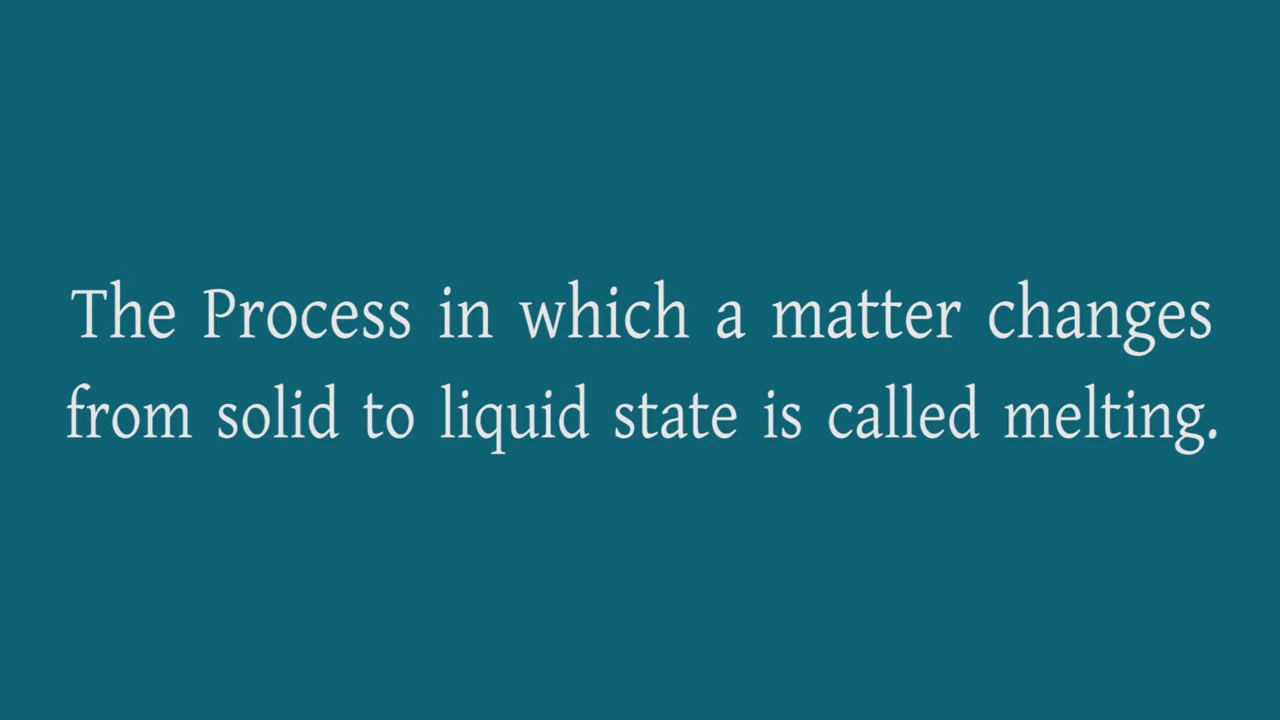 The Process in which a matter changes
from solid to liquid state is called melting.